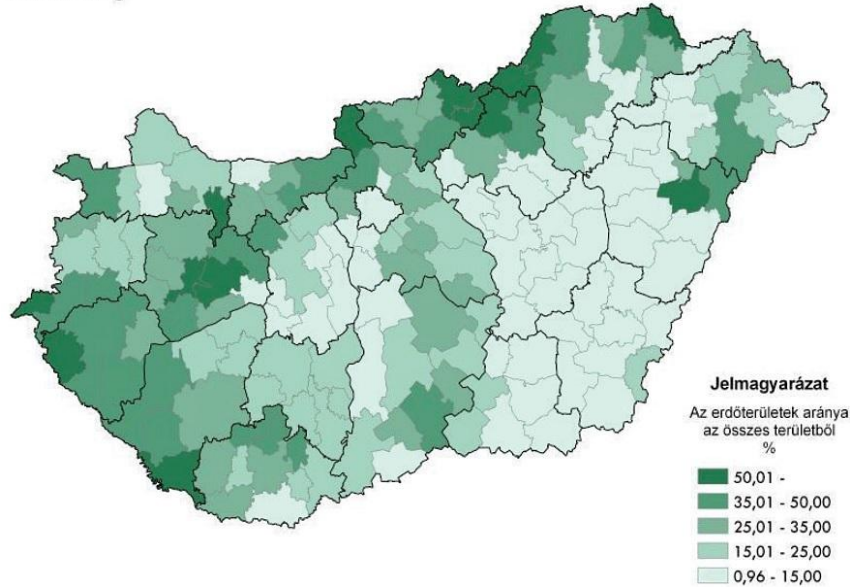 Jelmagyarázat
Az erdőterületek aránya
az összes területből
%
50,01 -
35,01 - 50,00
25,01 - 35,00
15,01 - 25,00
0,96 - 15,00